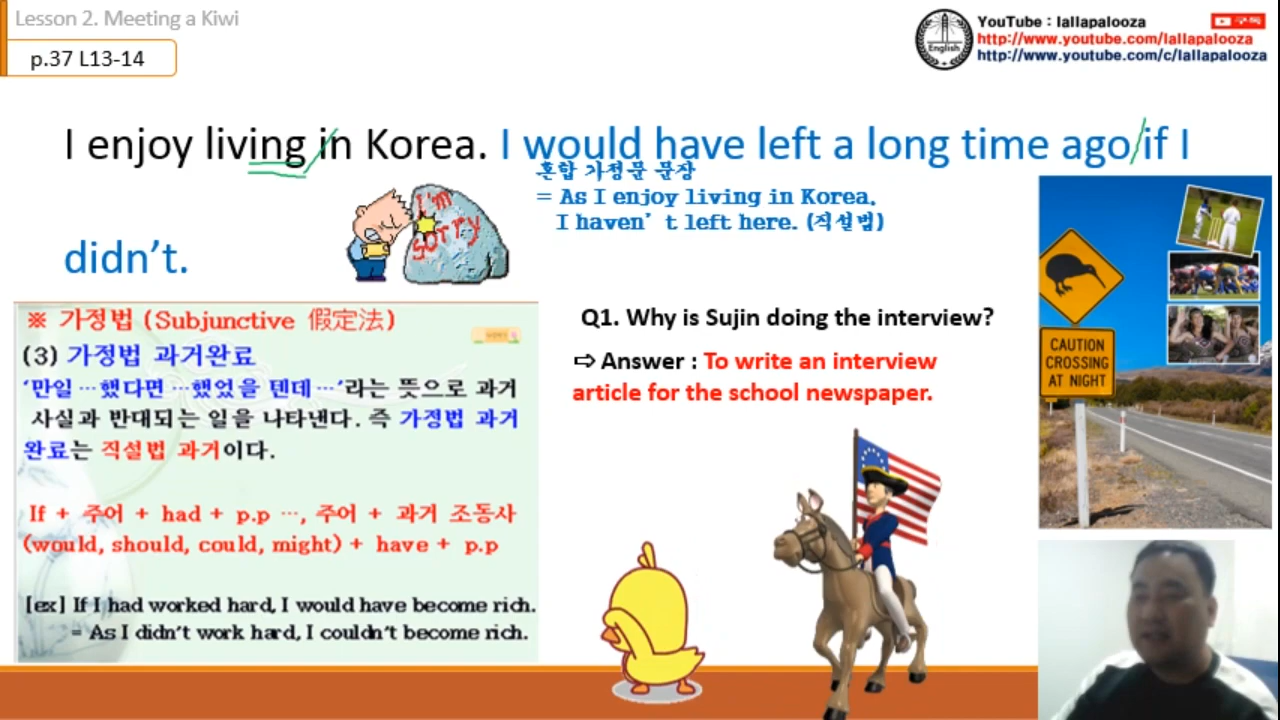 Lesson 2. Meeting a Kiwi
p.37 L13-14
English
YouTube : lallapalooza
구독
http://www.youtube.com/lallapalooza
http://www.youtube.com/c/lallapalooza
I enjoy living in Korea. I would have left a long time ago if I
didn't.
혼합 가정문 문장
= As I enjoy living in Korea,
I haven't left here. (직설법)
I'm
sorry
※ 가정법 (Subjunctive 假定法)
(3) 가정법 과거완료
'만일 …했다면 …했었을 텐데 …'라는 뜻으로 과거
사실과 반대되는 일을 나타낸다. 즉 가정법 과거
완료는 직설법 과거이다.
If + 주어 + had + p.p …, 주어 + 과거 조동사
(would, should, could, might) + have + p.p
[ex] If I had worked hard, I would have become rich.
= As I didn't work hard, I couldn't become rich.
Q1. Why is Sujin doing the interview?
⇨ Answer : To write an interview
article for the school newspaper.
CAUTION
CROSSING
AT NIGHT